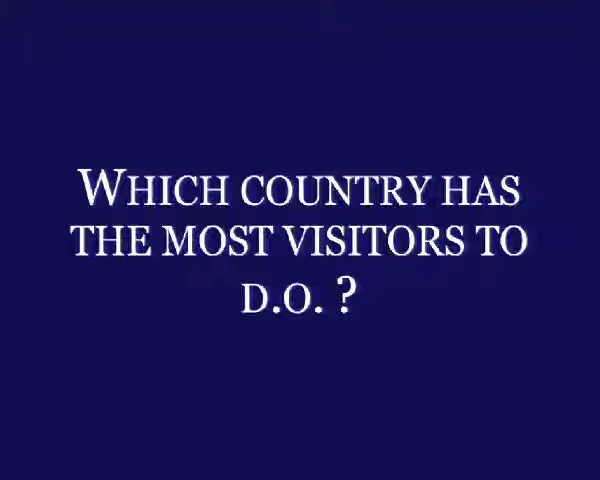 WHICH COUNTRY HAS
THE MOST VISITORS TO
D.O. ?